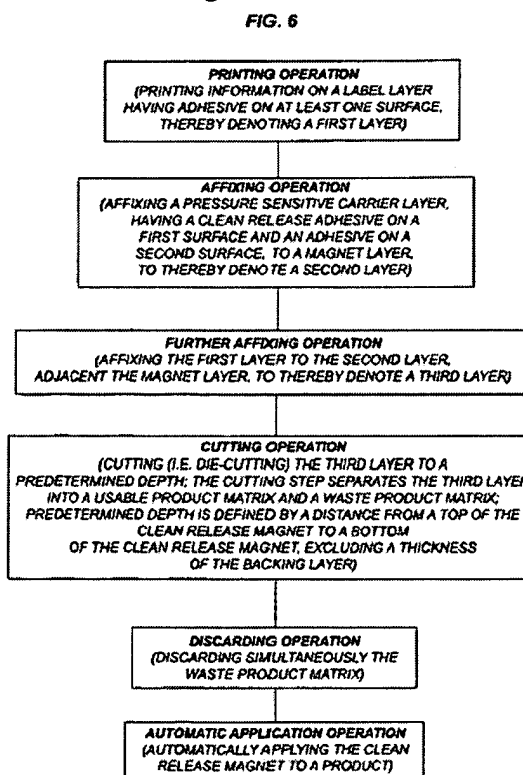 FIG. 6
PRINTING OPERATION
(PRINTING INFORMATION ON A LABEL LAYER
HAVING ADHESIVE ON AT LEAST ONE SURFACE,
THEREBY DENOTING A FIRST LAYER)
AFFIXING OPERATION
(AFFIXING A PRESSURE SENSITIVE CARRIER LAYER,
HAVING A CLEAN RELEASE ADHESIVE ON A
FIRST SURFACE AND AN ADHESIVE ON A
SECOND SURFACE, TO A MAGNET LAYER,
TO THEREBY DENOTE A SECOND LAYER)
FURTHER AFFIXING OPERATION
(AFFIXING THE FIRST LAYER TO THE SECOND LAYER,
ADJACENT THE MAGNET LAYER, TO THEREBY DENOTE A THIRD LAYER)
CUTTING OPERATION
(CUTTING (I.E. DIE-CUTTING) THE THIRD LAYER TO A
PREDETERMINED DEPTH; THE CUTTING STEP SEPARATES THE THIRD LAYER
INTO A USABLE PRODUCT MATRIX AND A WASTE PRODUCT MATRIX;
PREDETERMINED DEPTH IS DEFINED BY A DISTANCE FROM A TOP OF THE
CLEAN RELEASE MAGNET TO A BOTTOM
OF THE CLEAN RELEASE MAGNET, EXCLUDING A THICKNESS
OF THE BACKING LAYER)
DISCARDING OPERATION
(DISCARDING SIMULTANEOUSLY THE
WASTE PRODUCT MATRIX)
AUTOMATIC APPLICATION OPERATION
(AUTOMATICALLY APPLYING THE CLEAN
RELEASE MAGNET TO A PRODUCT)